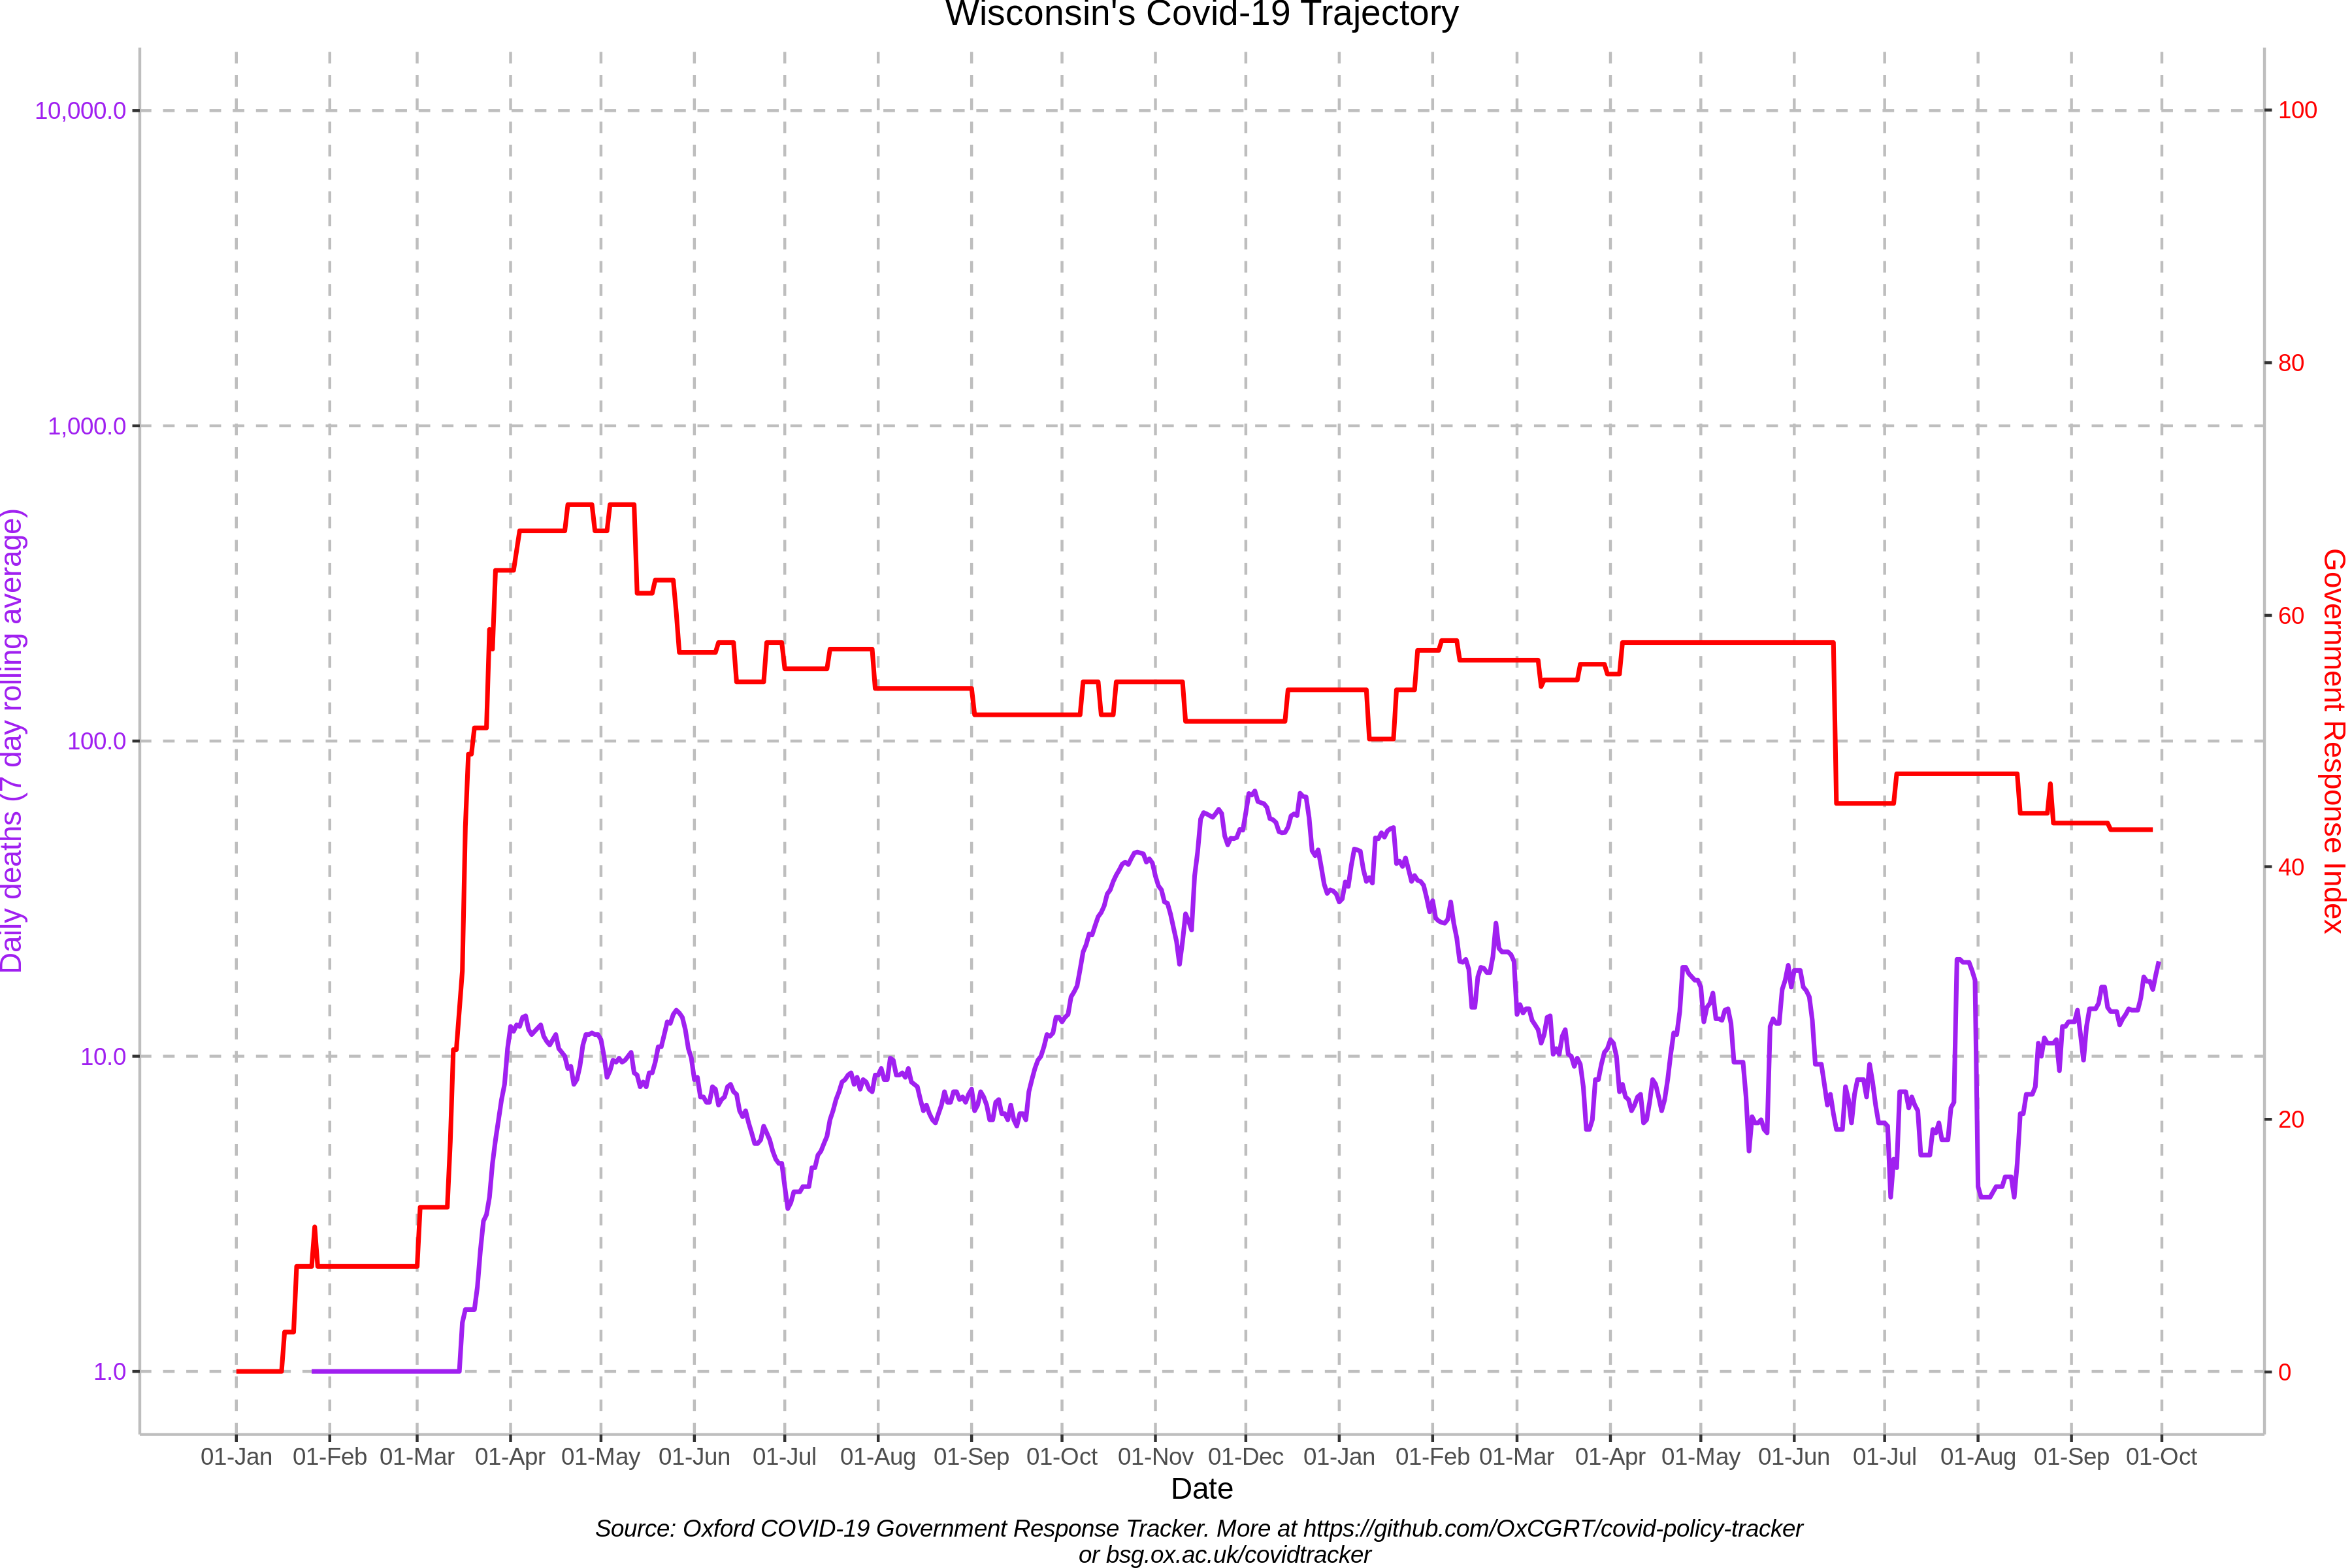 Wisconsin's Covid-19 Trajectory
10,000.0
1,000.0
100.0
10.0
1.0
Daily deaths (7 day rolling average)
100
80
60
40
20
0
Government Response Index
01-Jan 01-Feb 01-Mar 01-Apr 01-May 01-Jun 01-Jul 01-Aug 01-Sep 01-Oct 01-Nov 01-Dec 01-Jan 01-Feb 01-Mar 01-Apr 01-May 01-Jun 01-Jul 01-Aug 01-Sep 01-Oct
Date
Source: Oxford COVID-19 Government Response Tracker. More at https://github.com/OxCGRT/covid-policy-tracker
or bsg.ox.ac.uk/covidtracker